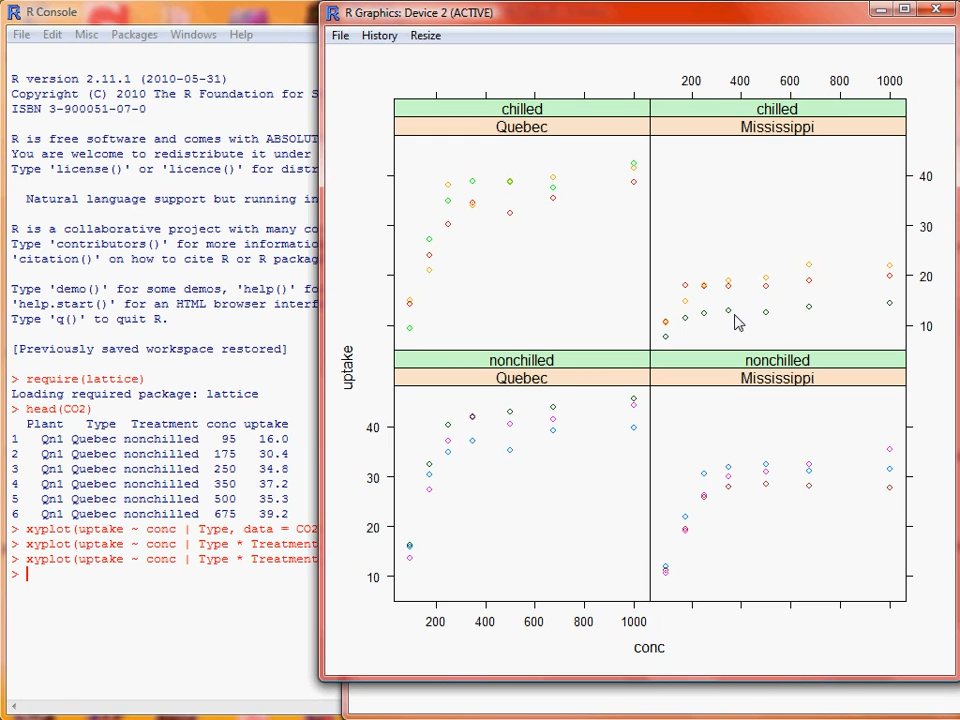 R Console
File Edit Misc Packages Windows Help
R version 2.11.1 (2010-05-31)
Copyright (C) 2010 The R Foundation for S
ISBN 3-900051-07-0
R is free software and comes with ABSOLUT
You are welcome to redistribute it under
Type 'license()' or 'licence()' for distr
Natural language support but running in
R is a collaborative project with many co
Type 'contributors()' for more information
'citation()' on how to cite R or R package
Type 'demo()' for some demos, 'help()' fo
'help.start()' for an HTML browser interf
Type 'q()' to quit R.
[Previously saved workspace restored]
> require(lattice)
Loading required package: lattice
> head(CO2)
Plant Type Treatment conc uptake
1 Qn1 Quebec nonchilled 95 16.0
2 Qn1 Quebec nonchilled 175 30.4
3 Qn1 Quebec nonchilled 250 34.8
4 Qn1 Quebec nonchilled 350 37.2
5 Qn1 Quebec nonchilled 500 35.3
6 Qn1 Quebec nonchilled 675 39.2
> xyplot(uptake ~ conc | Type, data = CO2
> xyplot(uptake ~ conc | Type * Treatment
> xyplot(uptake ~ conc | Type * Treatment
>
R Graphics: Device 2 (ACTIVE)
File History Resize
200 400 600 800 1000
chilled chilled
Quebec Mississippi
40
30
20
10
nonchilled nonchilled
Quebec Mississippi
uptake
40
30
20
10
200 400 600 800 1000
conc